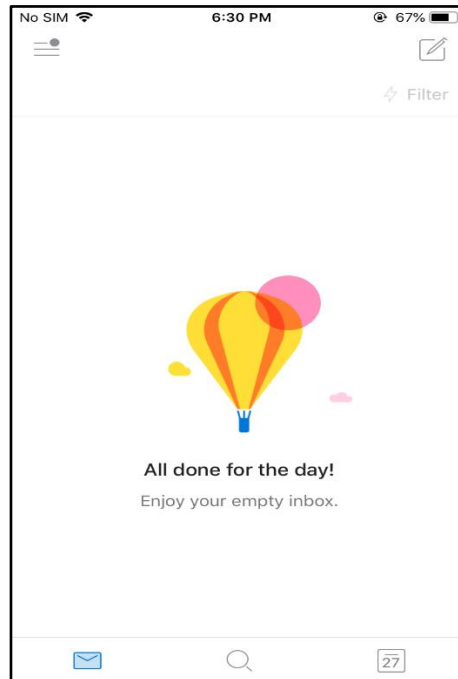 No SIM 6:30 PM 67%
Filter
All done for the day!
Enjoy your empty inbox.
27